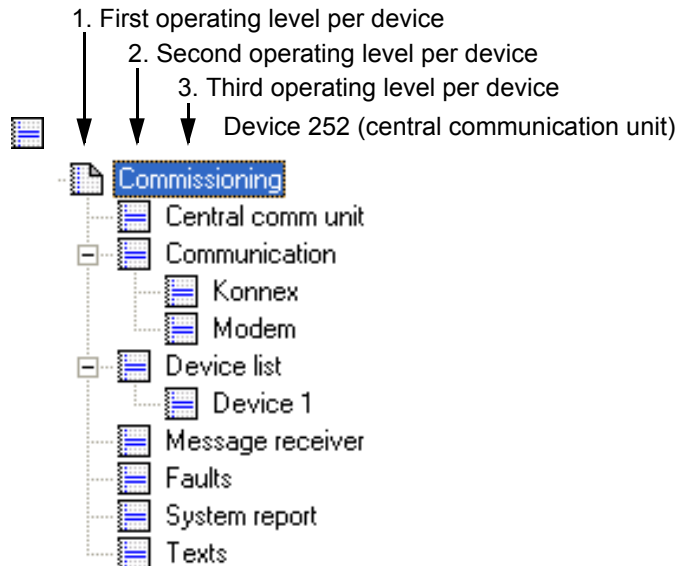 1. First operating level per device
2. Second operating level per device
3. Third operating level per device
Device 252 (central communication unit)
Commissioning
Central comm unit
Communication
Konnex
Modem
Device list
Device 1
Message receiver
Faults
System report
Texts